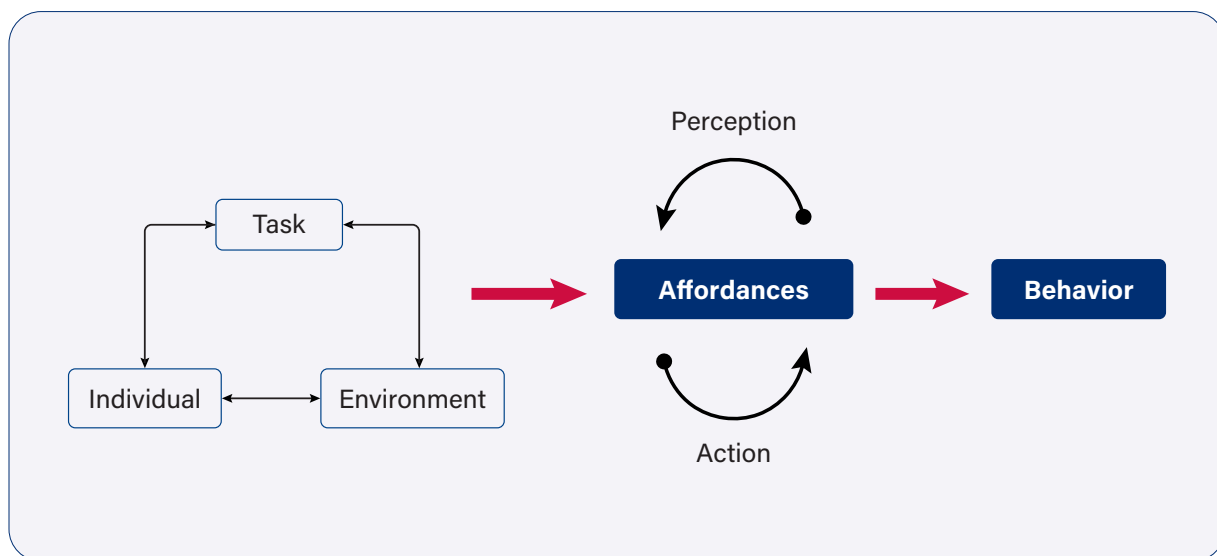 Perception
Task
Affordances
Behavior
Individual
Environment
Action